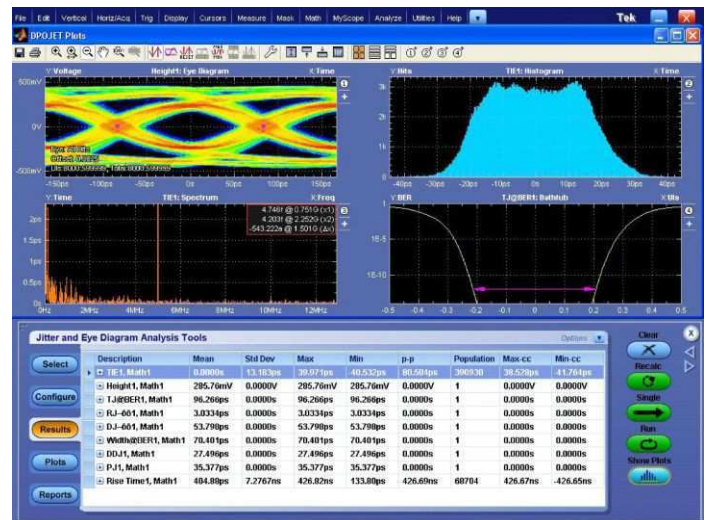 File Edit Vertical Horiz/Acq Trig Display Cursors Measure Mask Math MyScope Analyze Utilities Help Tek
DPOJET Plots
Y:Voltage Height1: Eye Diagram X:Time
500mV
0V
-500mV
-150ps -100ps -50ps 0s 50ps 100ps 150ps
Y:Hits TIE1: Histogram X:Time
3k
2k
1k
0
-40ps -30ps -20ps -10ps 0s 10ps 20ps 30ps 40ps
Y:Time TIE1: Spectrum X:Freq
4.203f @ 2.252G (x2)
-543.222a @ 1.501G (Δx)
2ps
1.5ps
1ps
0.5ps
0s
0Hz 2MHz 4MHz 6MHz 8MHz 10MHz 12MHz
Y:BER TJ@BER1: Bathtub X:UIs
1
1E-5
1E-10
-0.5 -0.4 -0.3 -0.2 -0.1 0 0.1 0.2 0.3 0.4 0.5
Jitter and Eye Diagram Analysis Tools
Options
Clear
Select
Configure
Results
Plots
Reports
Description Mean Std Dev Max Min p-p Population Max-cc Min-cc
TIE1, Math1 0.0000s 13.183ps 39.971ps -40.532ps 80.504ps 390930 38.528ps -41.764ps
Height1, Math1 285.76mV 0.0000V 285.76mV 285.76mV 0.0000V 1 0.0000V 0.0000V
TJ@BER1, Math1 96.266ps 0.0000s 96.266ps 96.266ps 0.0000s 1 0.0000s 0.0000s
RJ-δδ1, Math1 3.0334ps 0.0000s 3.0334ps 3.0334ps 0.0000s 1 0.0000s 0.0000s
DJ-δδ1, Math1 53.798ps 0.0000s 53.798ps 53.798ps 0.0000s 1 0.0000s 0.0000s
Width@BER1, Math1 70.401ps 0.0000s 70.401ps 70.401ps 0.0000s 1 0.0000s 0.0000s
DDJ1, Math1 27.496ps 0.0000s 27.496ps 27.496ps 0.0000s 1 0.0000s 0.0000s
PJ1, Math1 35.377ps 0.0000s 35.377ps 35.377ps 0.0000s 1 0.0000s 0.0000s
Rise Time1, Math1 404.80ps 7.2767ns 426.82ns 133.80ps 426.69ns 68704 426.67ns -426.65ns
Recalc
Single
Run
Show Plots